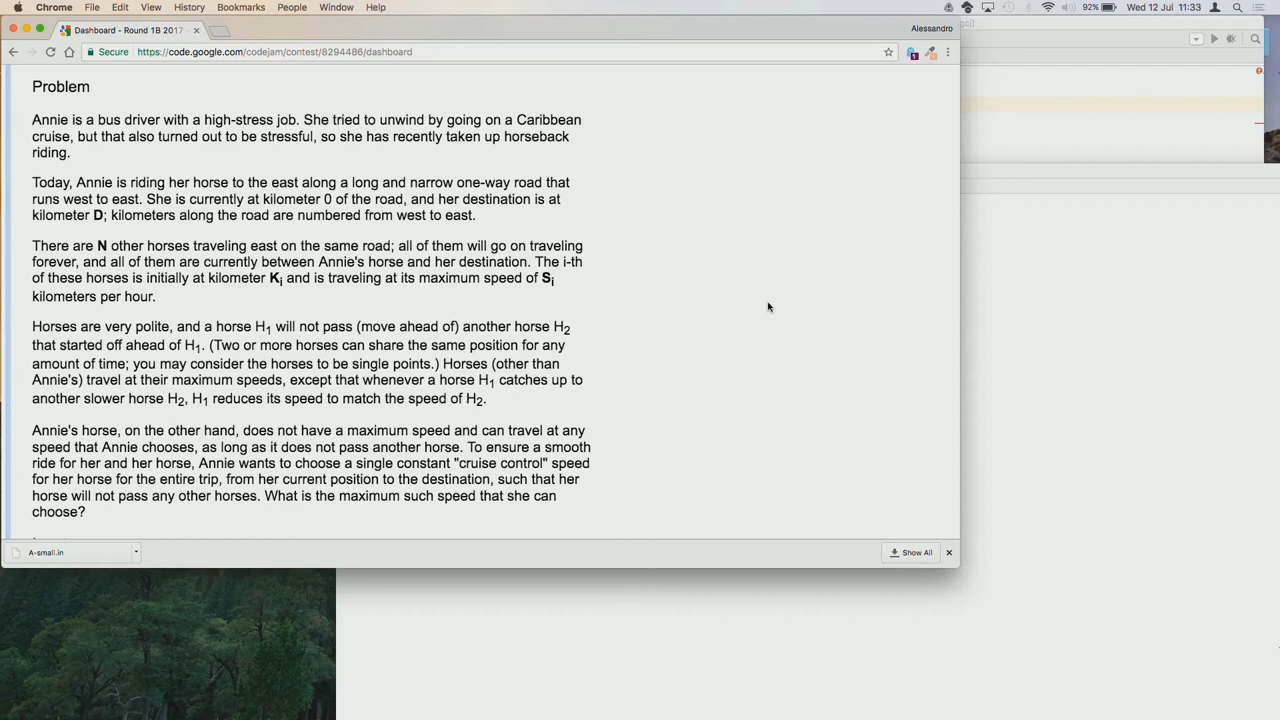 Chrome File Edit View History Bookmarks People Window Help 92% Wed 12 Jul 11:33
Dashboard - Round 1B 2017 Alessandro
Secure https://code.google.com/codejam/contest/8294486/dashboard
1
Problem
Annie is a bus driver with a high-stress job. She tried to unwind by going on a Caribbean
cruise, but that also turned out to be stressful, so she has recently taken up horseback
riding.
Today, Annie is riding her horse to the east along a long and narrow one-way road that
runs west to east. She is currently at kilometer 0 of the road, and her destination is at
kilometer D; kilometers along the road are numbered from west to east.
There are N other horses traveling east on the same road; all of them will go on traveling
forever, and all of them are currently between Annie's horse and her destination. The i-th
of these horses is initially at kilometer Ki and is traveling at its maximum speed of Si
kilometers per hour.
Horses are very polite, and a horse H1 will not pass (move ahead of) another horse H2
that started off ahead of H1. (Two or more horses can share the same position for any
amount of time; you may consider the horses to be single points.) Horses (other than
Annie's) travel at their maximum speeds, except that whenever a horse H1 catches up to
another slower horse H2, H1 reduces its speed to match the speed of H2.
Annie's horse, on the other hand, does not have a maximum speed and can travel at any
speed that Annie chooses, as long as it does not pass another horse. To ensure a smooth
ride for her and her horse, Annie wants to choose a single constant "cruise control" speed
for her horse for the entire trip, from her current position to the destination, such that her
horse will not pass any other horses. What is the maximum such speed that she can
choose?
A-small.in Show All